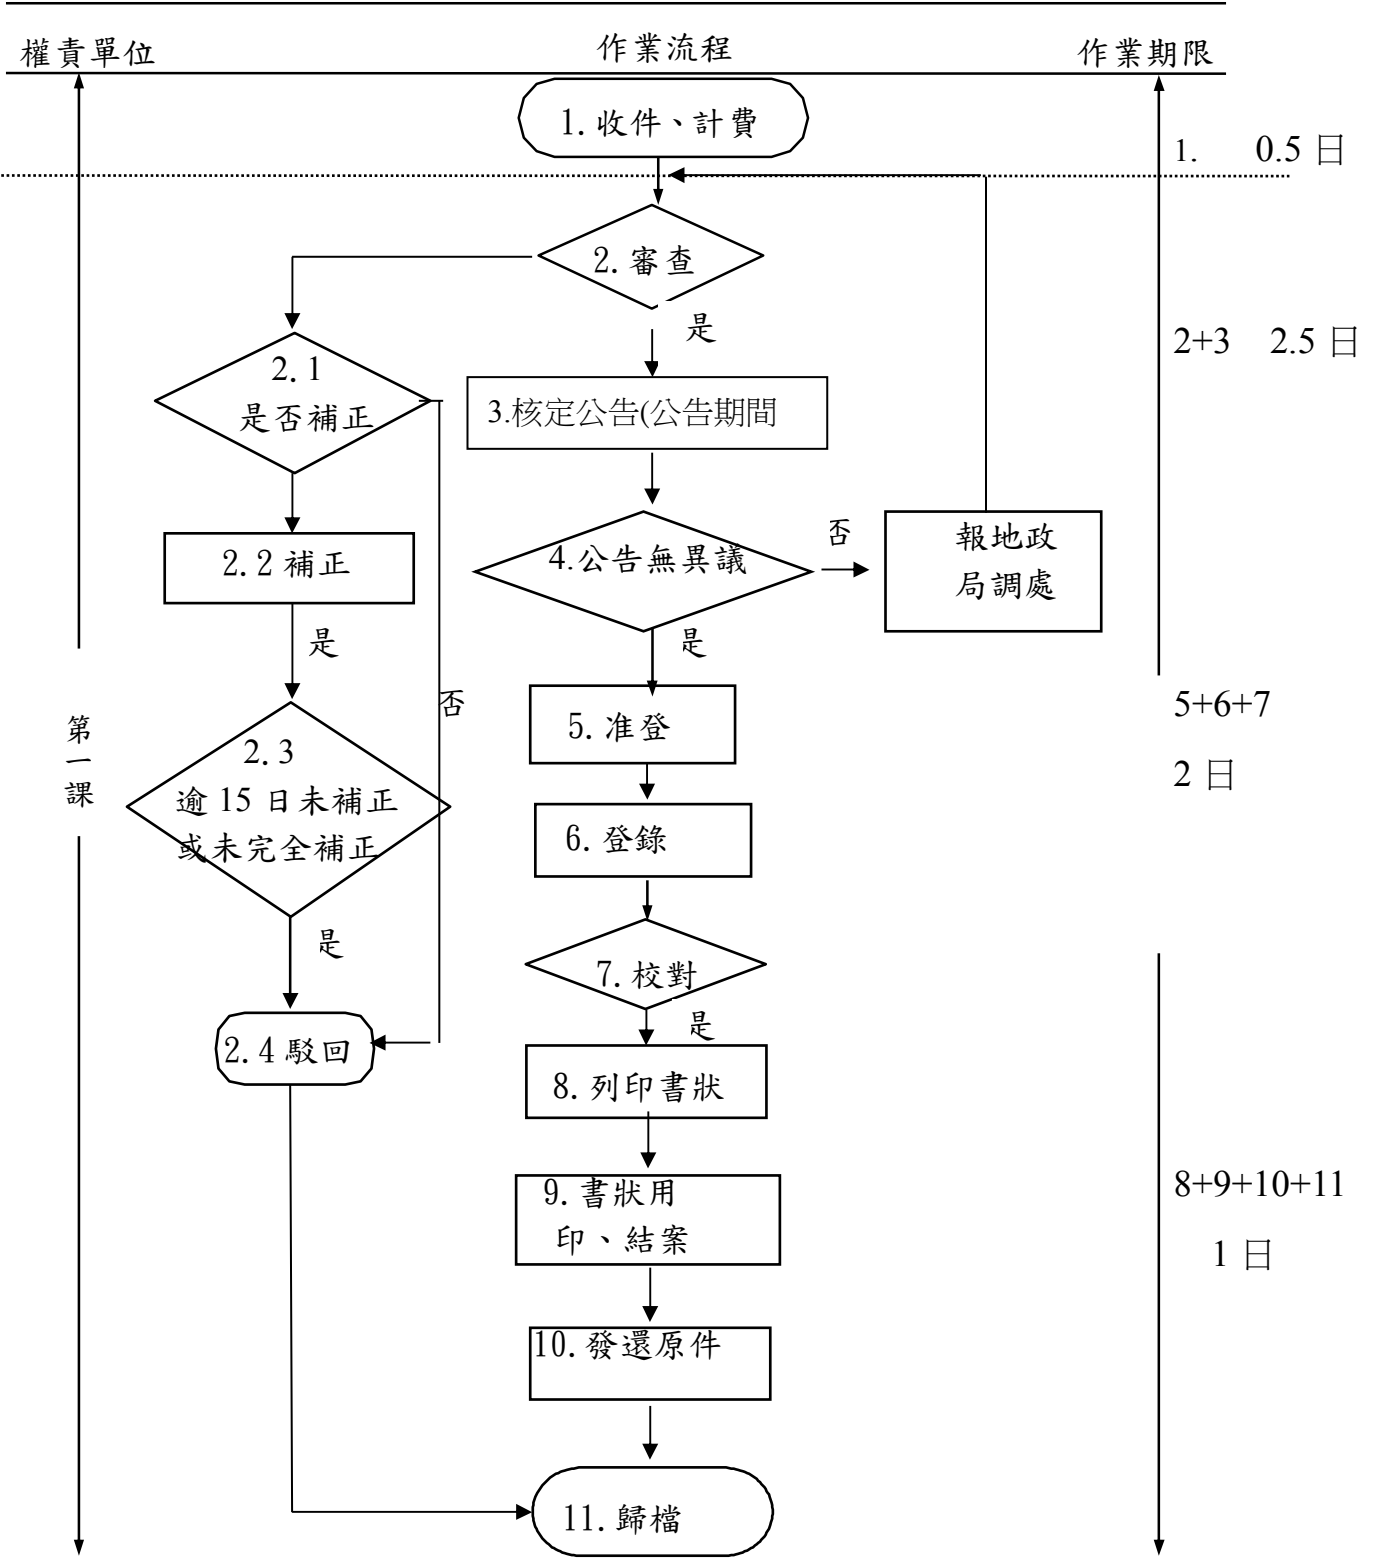 權責單位
作業流程
作業期限
1.收件、計費
1. 0.5 日
2.審查
是
2+3 2.5 日
2.1
是否補正
3.核定公告(公告期間
2.2 補正
4.公告無異議
否
報地政
局調處
是
是
第一課
否
5.准登
5+6+7
2 日
2.3
逾 15 日未補正
或未完全補正
6.登錄
是
7.校對
是
2.4 駁回
8.列印書狀
9.書狀用
印、結案
8+9+10+11
1 日
10.發還原件
11.歸檔